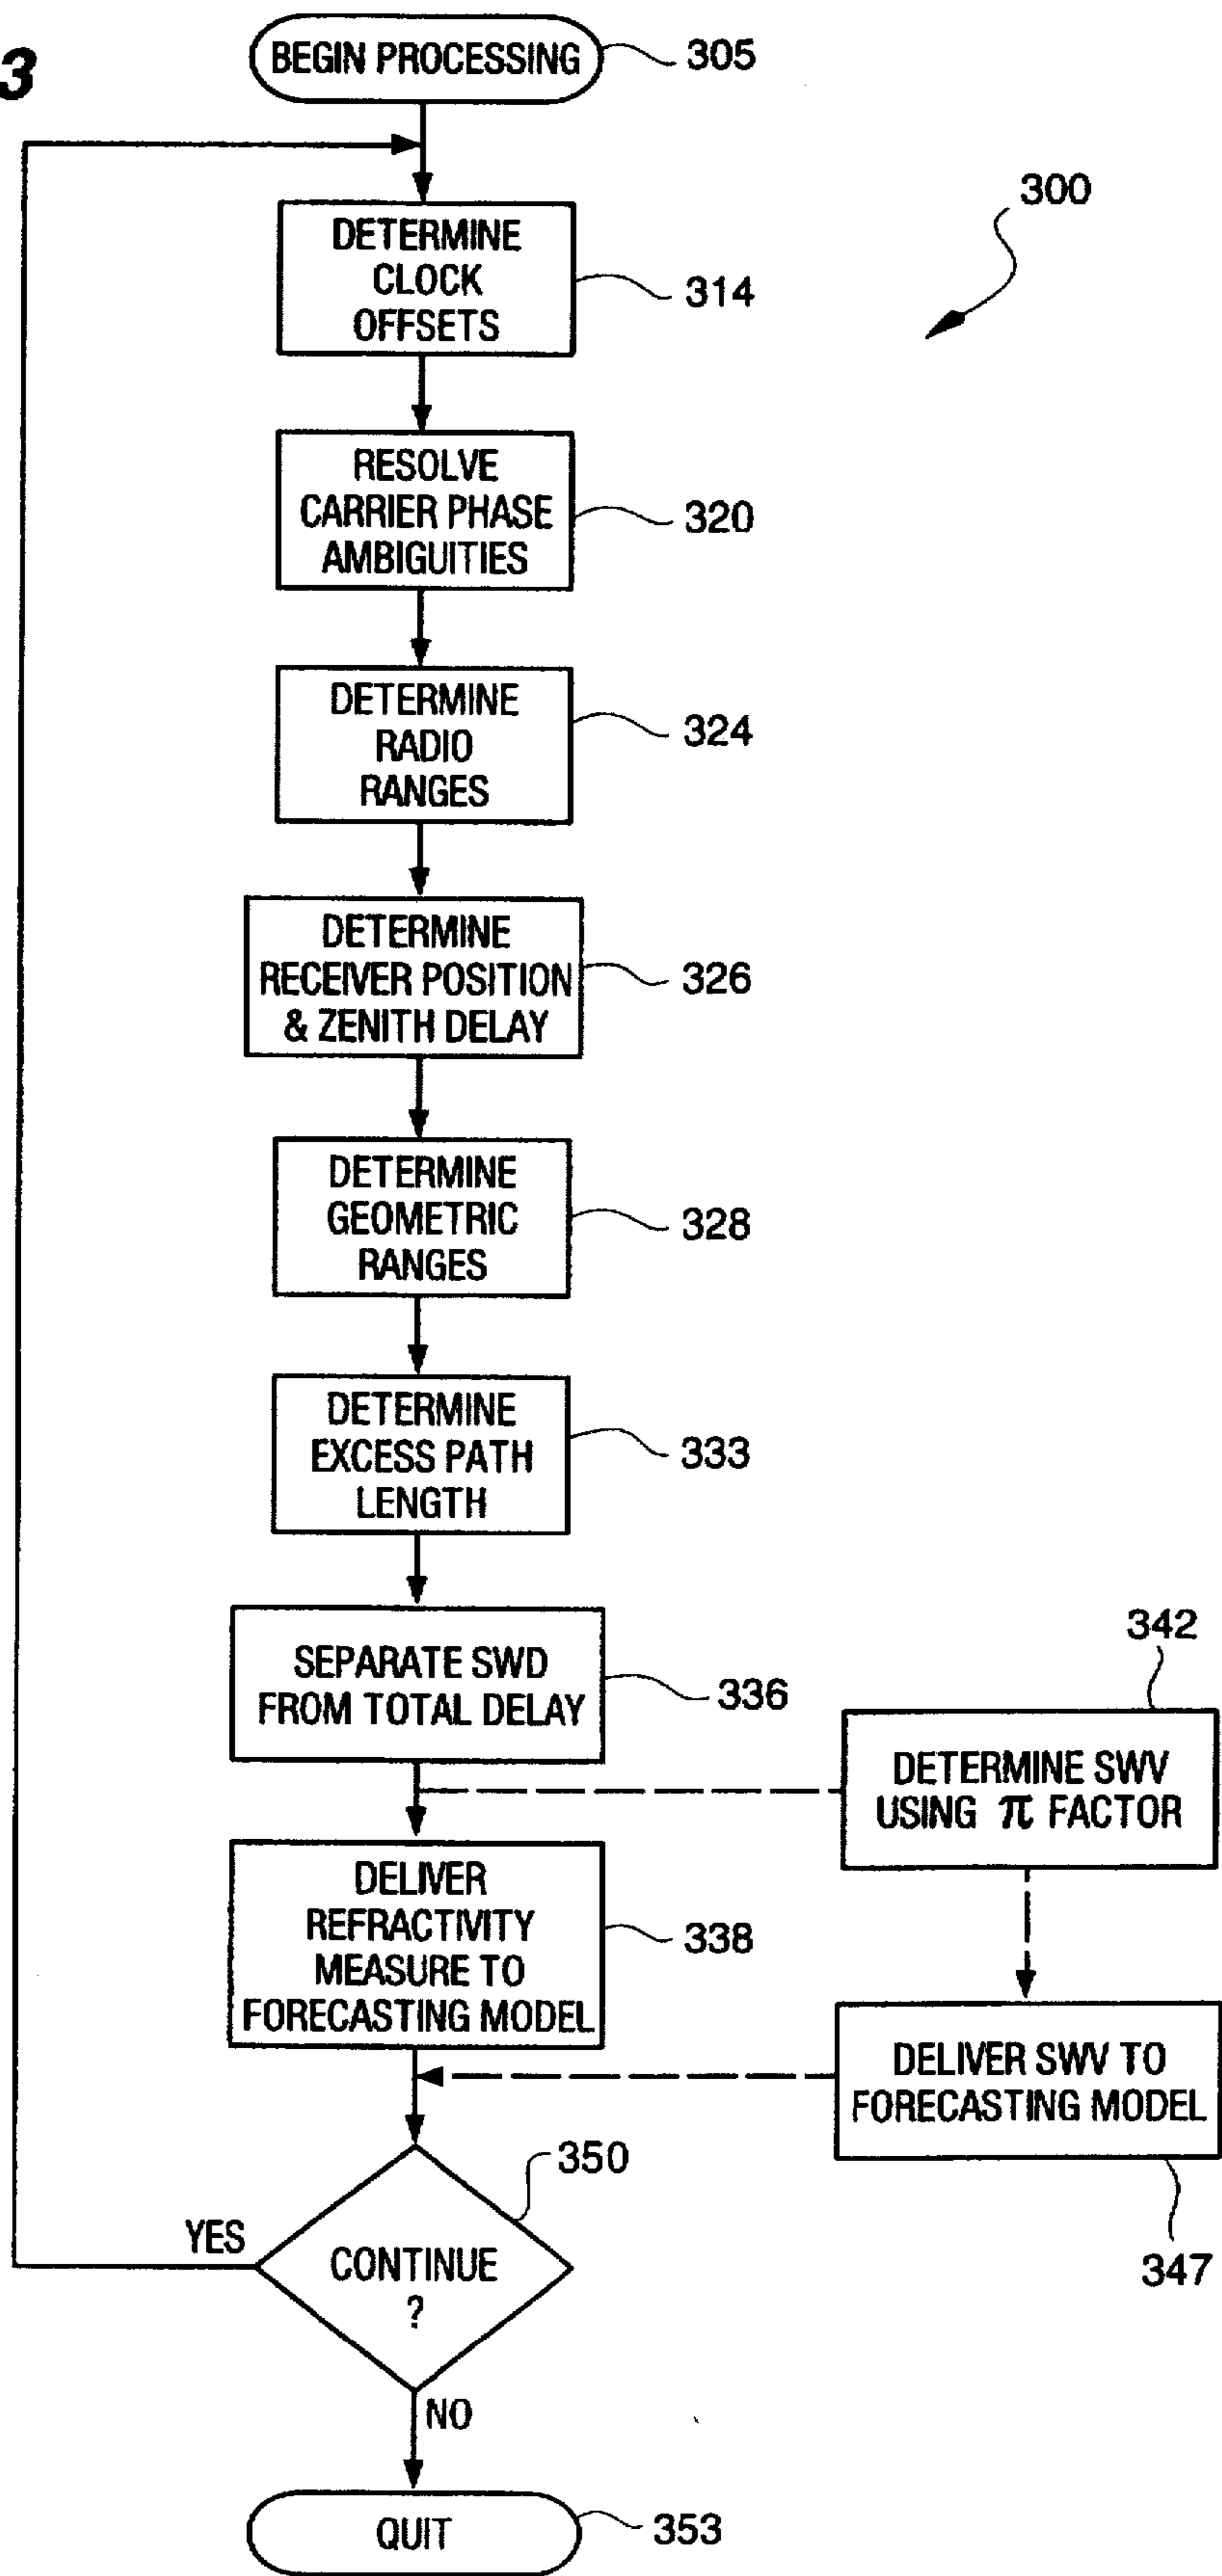 3
BEGIN PROCESSING
305
300
DETERMINE
CLOCK
OFFSETS
314
RESOLVE
CARRIER PHASE
AMBIGUITIES
320
DETERMINE
RADIO
RANGES
324
DETERMINE
RECEIVER POSITION
& ZENITH DELAY
326
DETERMINE
GEOMETRIC
RANGES
328
DETERMINE
EXCESS PATH
LENGTH
333
SEPARATE SWD
FROM TOTAL DELAY
336
342
DETERMINE SWV
USING π FACTOR
DELIVER
REFRACTIVITY
MEASURE TO
FORECASTING MODEL
338
DELIVER SWV TO
FORECASTING MODEL
347
350
YES
CONTINUE
?
NO
QUIT
353